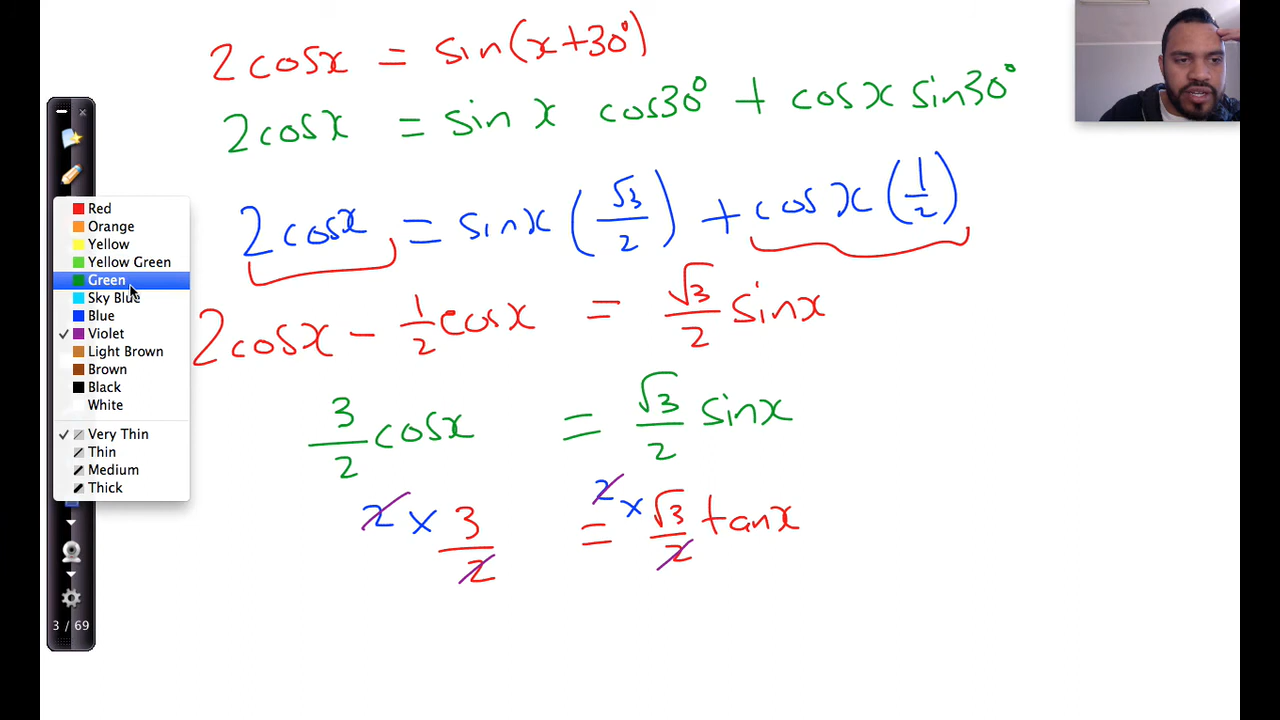 2cosx = sin(x+30°)
2cosx = sin x cos30° + cosx sin30°
2cosx = sinx (√3/2) + cosx (1/2)
2cosx − 1/2 cosx = √3/2 sinx
3/2 cosx = √3/2 sinx
2 × 3/2 = 2 × √3/2 tanx
Red
Orange
Yellow
Yellow Green
Green
Sky Blue
Blue
✓ Violet
Light Brown
Brown
Black
White
✓ Very Thin
Thin
Medium
Thick
3 / 69